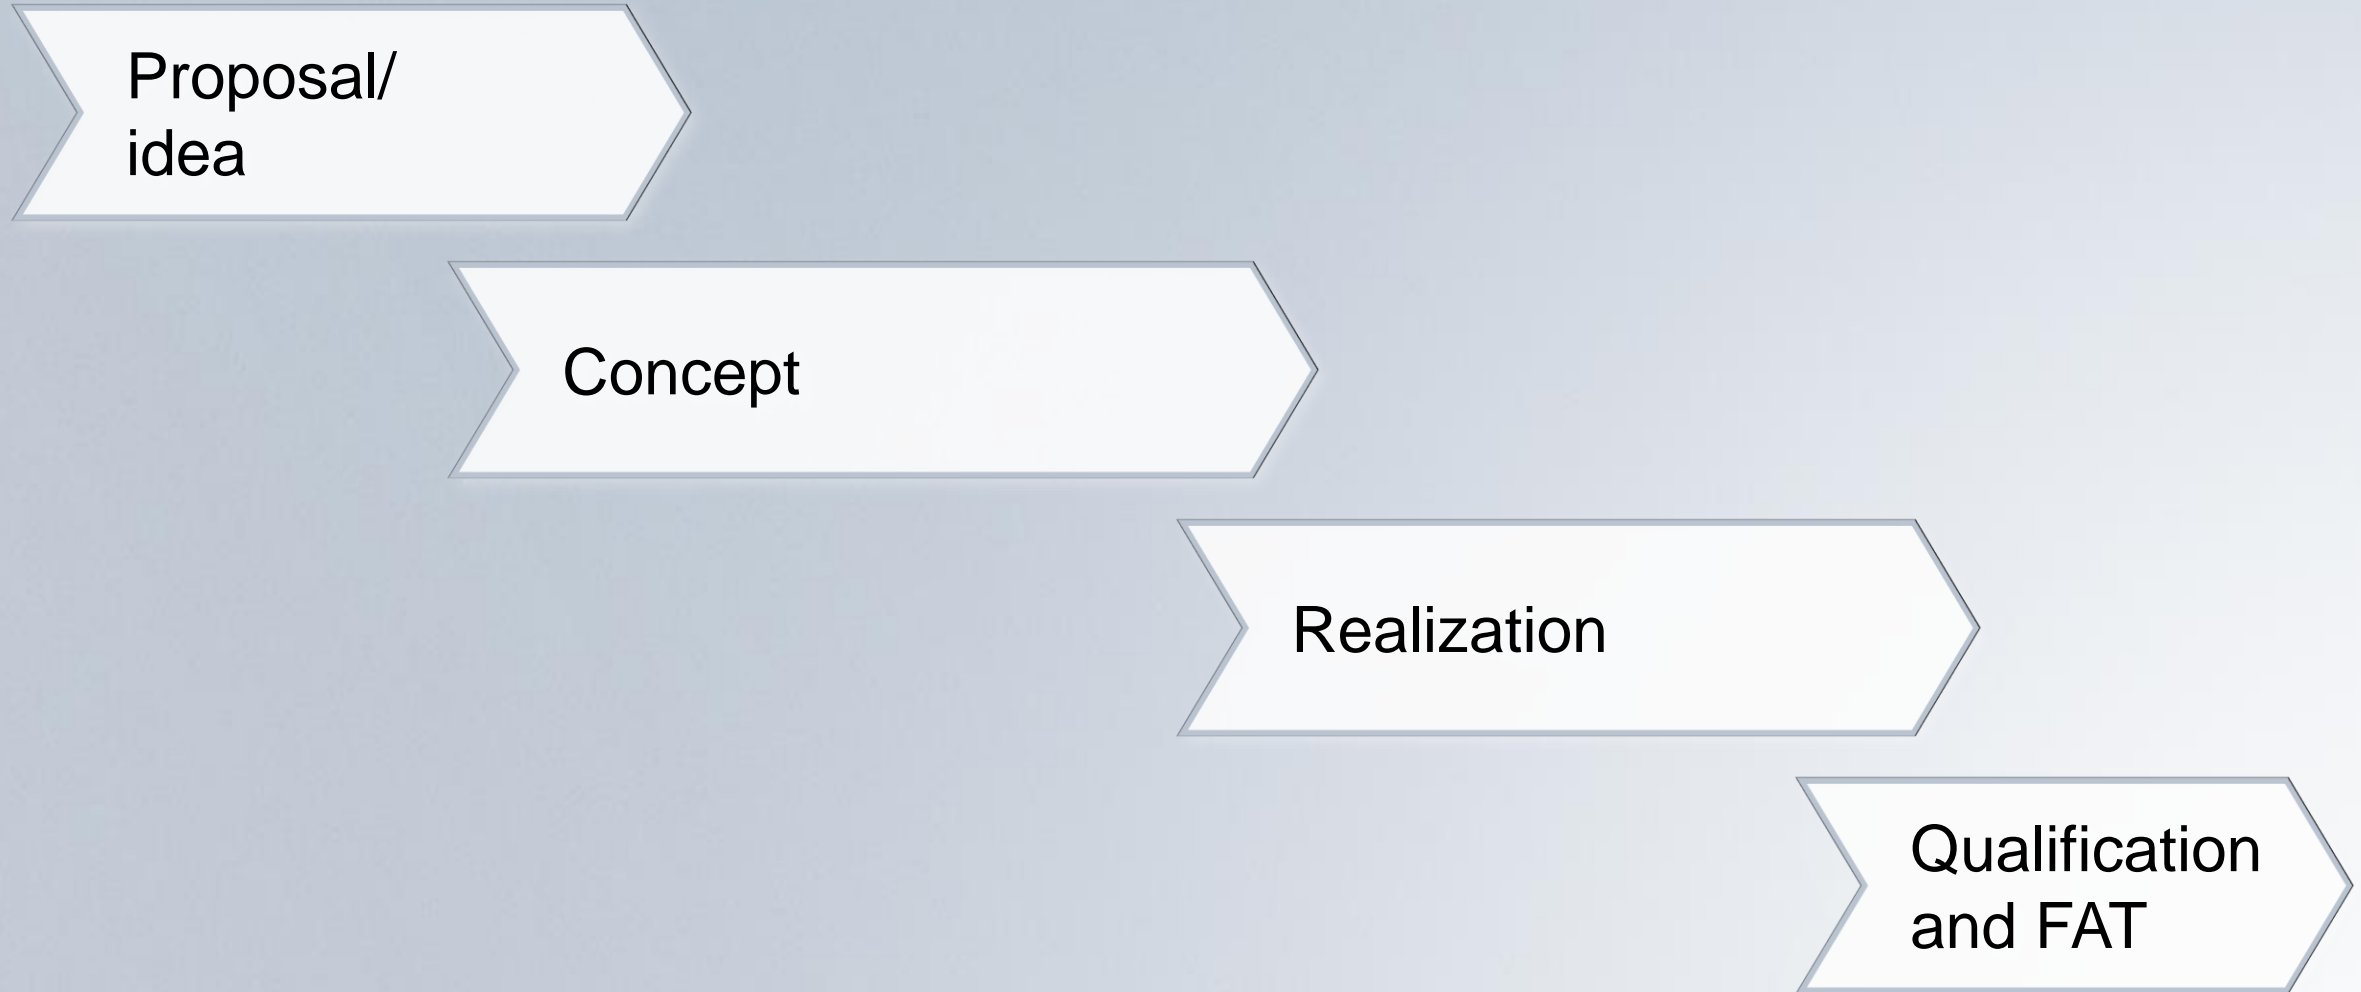 Proposal/
idea
Concept
Realization
Qualification
and FAT